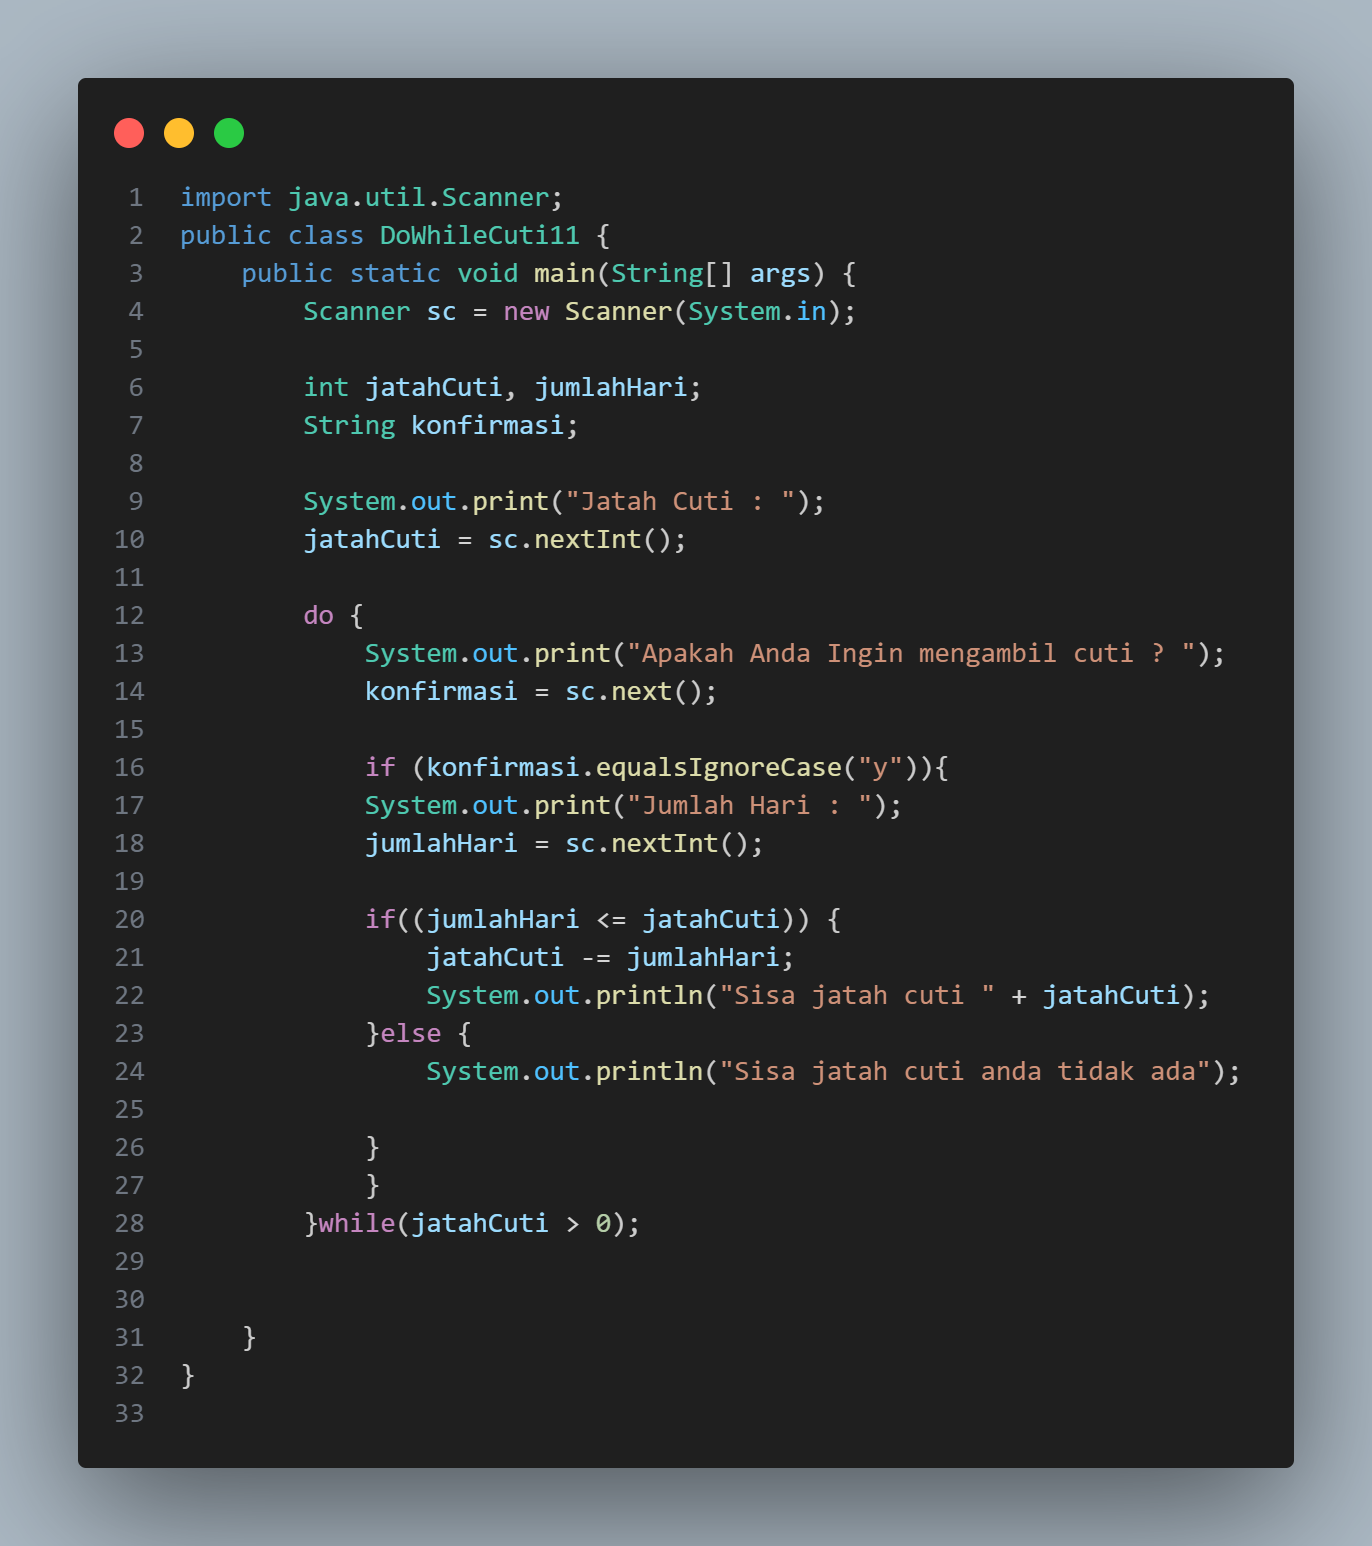 1 import java.util.Scanner;
2 public class DoWhileCuti11 {
3     public static void main(String[] args) {
4         Scanner sc = new Scanner(System.in);
5
6         int jatahCuti, jumlahHari;
7         String konfirmasi;
8
9         System.out.print("Jatah Cuti : ");
10         jatahCuti = sc.nextInt();
11
12         do {
13             System.out.print("Apakah Anda Ingin mengambil cuti ? ");
14             konfirmasi = sc.next();
15
16             if (konfirmasi.equalsIgnoreCase("y")){
17             System.out.print("Jumlah Hari : ");
18             jumlahHari = sc.nextInt();
19
20             if((jumlahHari <= jatahCuti)) {
21                 jatahCuti -= jumlahHari;
22                 System.out.println("Sisa jatah cuti " + jatahCuti);
23             }else {
24                 System.out.println("Sisa jatah cuti anda tidak ada");
25
26             }
27             }
28         }while(jatahCuti > 0);
29
30
31     }
32 }
33